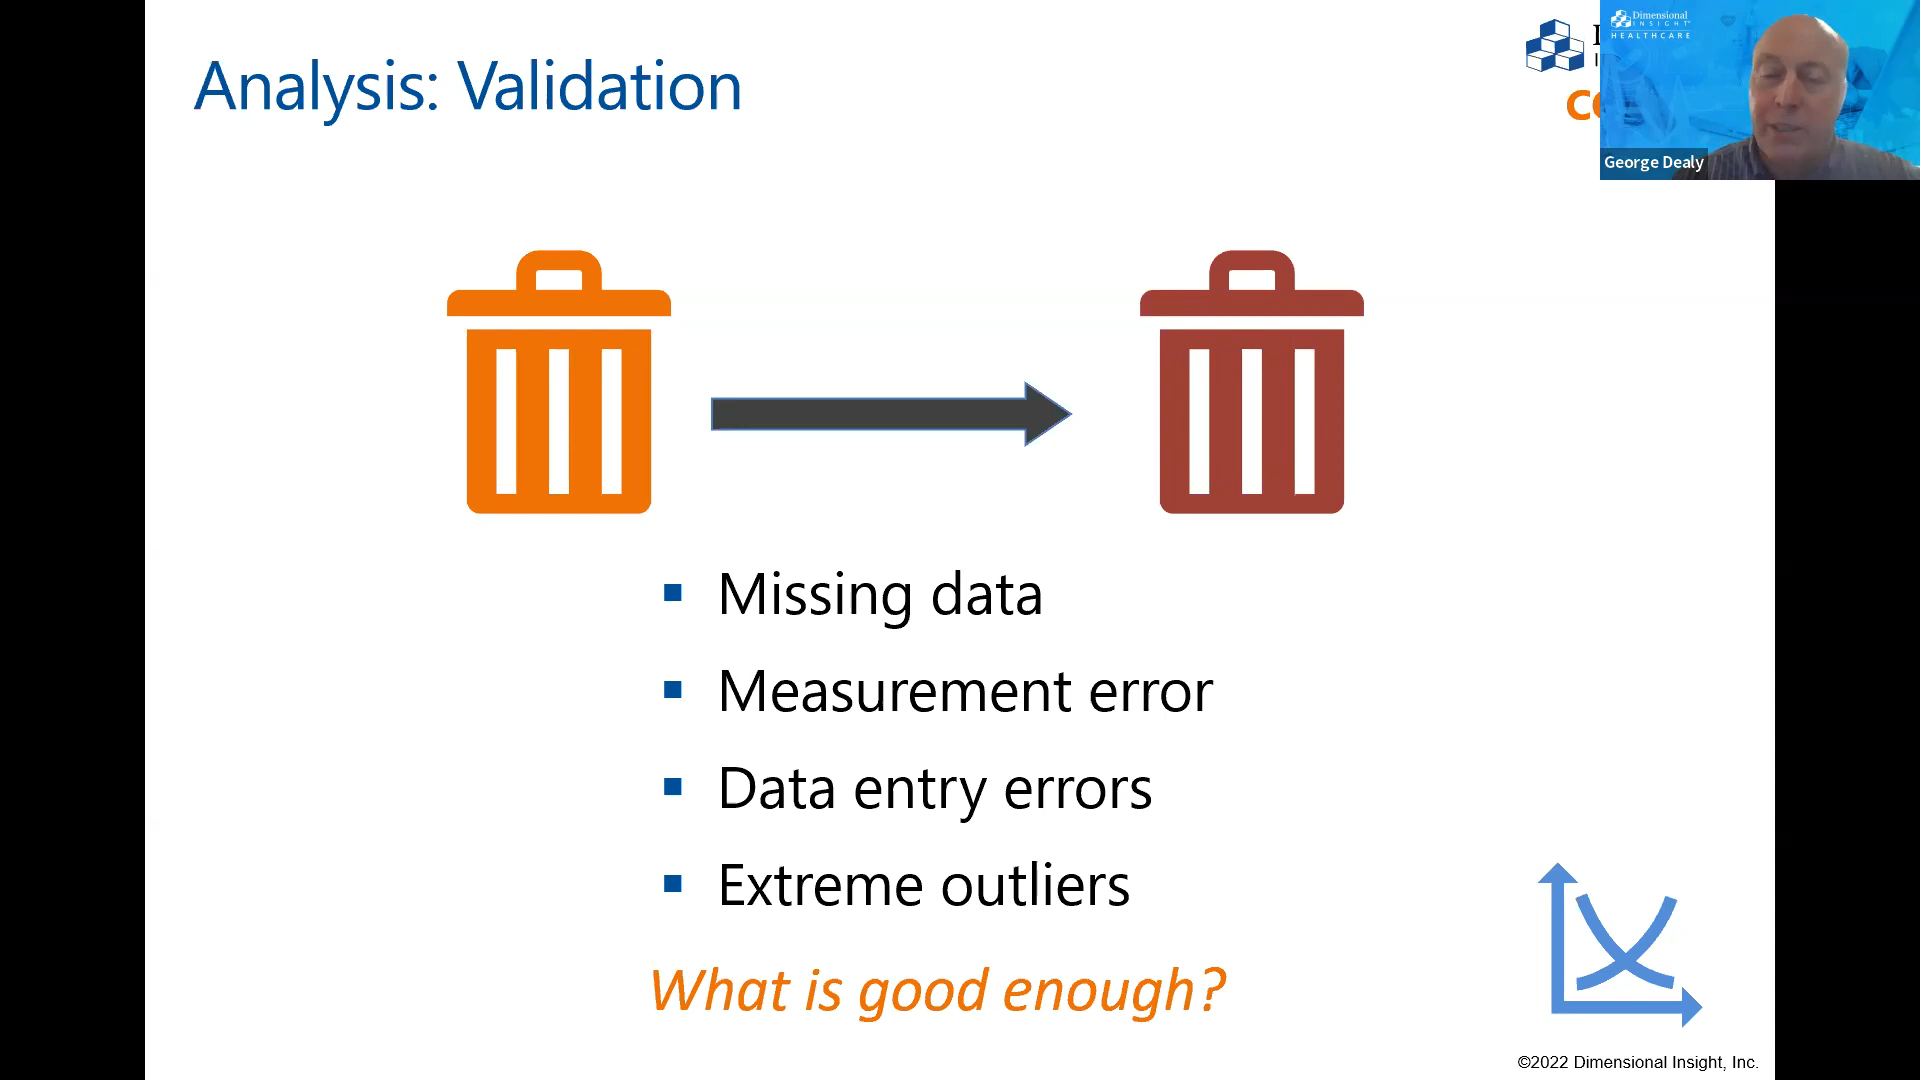 Analysis: Validation
Dimensional
INSIGHT
HEALTHCARE
George Dealy
Missing data
Measurement error
Data entry errors
Extreme outliers
What is good enough?
©2022 Dimensional Insight, Inc.